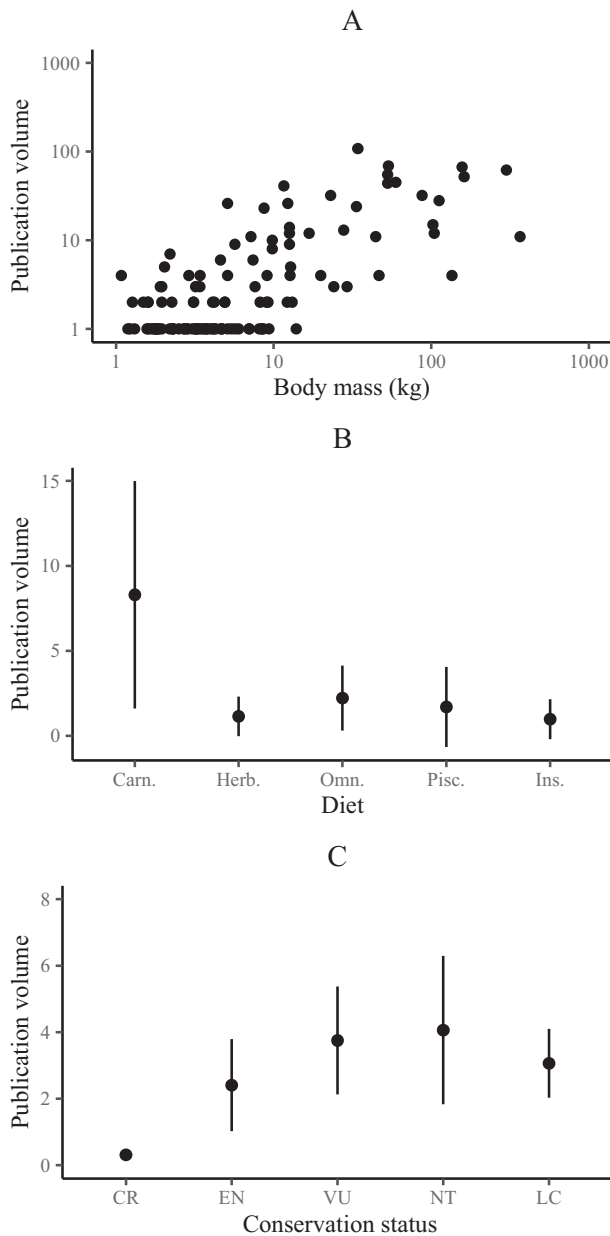 A
1000
100
10
1
Publication volume
1 10 100 1000
Body mass (kg)
B
15
10
5
0
Publication volume
Carn. Herb. Omn. Pisc. Ins.
Diet
C
8
6
4
2
0
Publication volume
CR EN VU NT LC
Conservation status